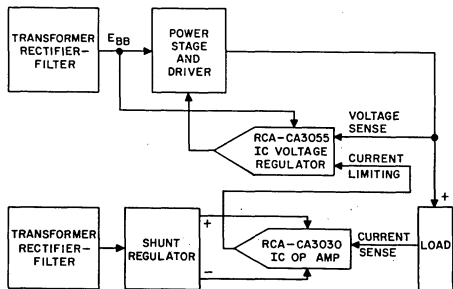 TRANSFORMER
RECTIFIER-
FILTER
EBB
POWER
STAGE
AND
DRIVER
RCA-CA3055
IC VOLTAGE
REGULATOR
VOLTAGE
SENSE
CURRENT
LIMITING
TRANSFORMER
RECTIFIER-
FILTER
SHUNT
REGULATOR
+
-
RCA-CA3030
IC OP AMP
CURRENT
SENSE
+
LOAD